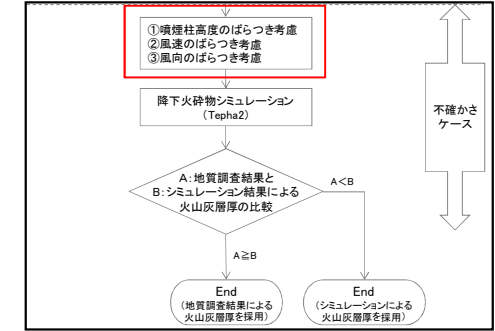 ①噴煙柱高度のばらつき考慮
②風速のばらつき考慮
③風向のばらつき考慮
降下火砕物シミュレーション
(Tepha2)
不確かさ
ケース
A:地質調査結果と
B:シミュレーション結果による
火山灰層厚の比較
A<B
A≧B
End
(地質調査結果による
火山灰層厚を採用)
End
(シミュレーションによる
火山灰層厚を採用)